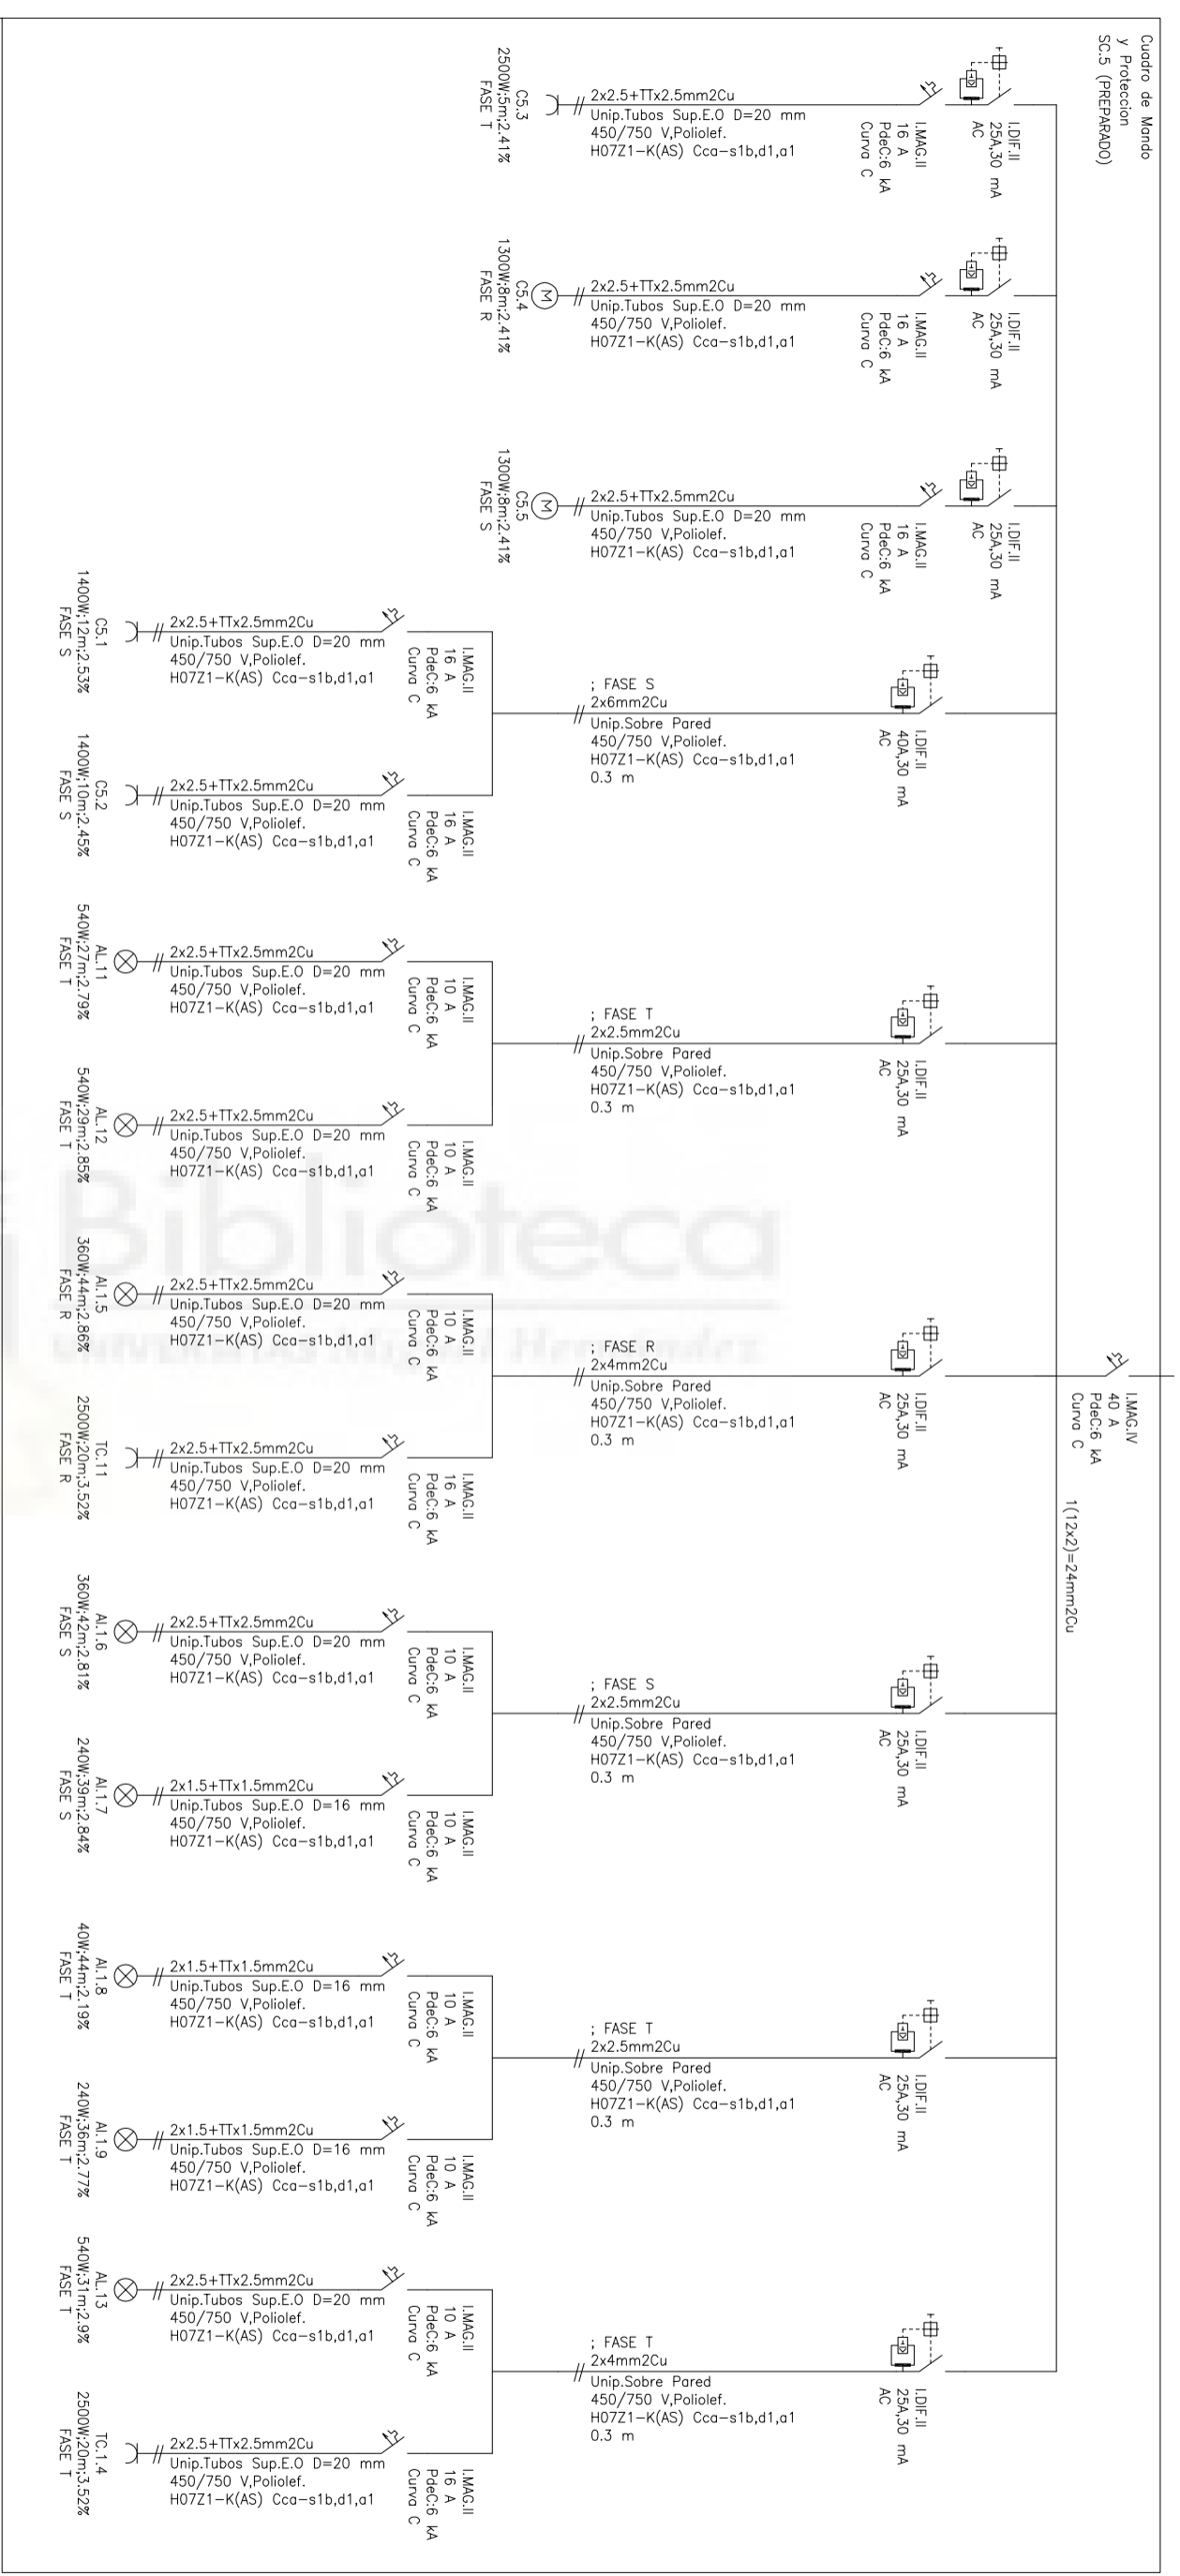 Cuadro de Mando
y Proteccion
SC.5 (PREPARADO)
I.MAG.IV
40 A
PdeC:6 kA
Curva C
1(12x2)=24mm2Cu
I.DIF.II
25A,30 mA
AC
I.MAG.II
16 A
PdeC:6 kA
Curva C
2x2.5+TTx2.5mm2Cu
Unip.Tubos Sup.E.O D=20 mm
450/750 V,Poliolef.
H07Z1-K(AS) Cca-s1b,d1,a1
C5.3
2500W;5m;2.41%
FASE T
I.DIF.II
25A,30 mA
AC
I.MAG.II
16 A
PdeC:6 kA
Curva C
2x2.5+TTx2.5mm2Cu
Unip.Tubos Sup.E.O D=20 mm
450/750 V,Poliolef.
H07Z1-K(AS) Cca-s1b,d1,a1
M
C5.4
1300W;8m;2.41%
FASE R
I.DIF.II
25A,30 mA
AC
I.MAG.II
16 A
PdeC:6 kA
Curva C
2x2.5+TTx2.5mm2Cu
Unip.Tubos Sup.E.O D=20 mm
450/750 V,Poliolef.
H07Z1-K(AS) Cca-s1b,d1,a1
M
C5.5
1300W;8m;2.41%
FASE S
I.DIF.II
40A,30 mA
AC
; FASE S
2x6mm2Cu
Unip.Sobre Pared
450/750 V,Poliolef.
H07Z1-K(AS) Cca-s1b,d1,a1
0.3 m
I.MAG.II
16 A
PdeC:6 kA
Curva C
2x2.5+TTx2.5mm2Cu
Unip.Tubos Sup.E.O D=20 mm
450/750 V,Poliolef.
H07Z1-K(AS) Cca-s1b,d1,a1
C5.1
1400W;12m;2.53%
FASE S
I.MAG.II
16 A
PdeC:6 kA
Curva C
2x2.5+TTx2.5mm2Cu
Unip.Tubos Sup.E.O D=20 mm
450/750 V,Poliolef.
H07Z1-K(AS) Cca-s1b,d1,a1
C5.2
1400W;10m;2.45%
FASE S
I.DIF.II
25A,30 mA
AC
; FASE T
2x2.5mm2Cu
Unip.Sobre Pared
450/750 V,Poliolef.
H07Z1-K(AS) Cca-s1b,d1,a1
0.3 m
I.MAG.II
10 A
PdeC:6 kA
Curva C
2x2.5+TTx2.5mm2Cu
Unip.Tubos Sup.E.O D=20 mm
450/750 V,Poliolef.
H07Z1-K(AS) Cca-s1b,d1,a1
AL.11
540W;27m;2.79%
FASE T
I.MAG.II
10 A
PdeC:6 kA
Curva C
2x2.5+TTx2.5mm2Cu
Unip.Tubos Sup.E.O D=20 mm
450/750 V,Poliolef.
H07Z1-K(AS) Cca-s1b,d1,a1
AL.12
540W;29m;2.85%
FASE T
I.DIF.II
25A,30 mA
AC
; FASE R
2x4mm2Cu
Unip.Sobre Pared
450/750 V,Poliolef.
H07Z1-K(AS) Cca-s1b,d1,a1
0.3 m
I.MAG.II
10 A
PdeC:6 kA
Curva C
2x2.5+TTx2.5mm2Cu
Unip.Tubos Sup.E.O D=20 mm
450/750 V,Poliolef.
H07Z1-K(AS) Cca-s1b,d1,a1
AI.1.5
360W;44m;2.86%
FASE R
I.MAG.II
16 A
PdeC:6 kA
Curva C
2x2.5+TTx2.5mm2Cu
Unip.Tubos Sup.E.O D=20 mm
450/750 V,Poliolef.
H07Z1-K(AS) Cca-s1b,d1,a1
TC.11
2500W;20m;3.52%
FASE R
I.DIF.II
25A,30 mA
AC
; FASE S
2x2.5mm2Cu
Unip.Sobre Pared
450/750 V,Poliolef.
H07Z1-K(AS) Cca-s1b,d1,a1
0.3 m
I.MAG.II
10 A
PdeC:6 kA
Curva C
2x2.5+TTx2.5mm2Cu
Unip.Tubos Sup.E.O D=20 mm
450/750 V,Poliolef.
H07Z1-K(AS) Cca-s1b,d1,a1
AI.1.6
360W;42m;2.81%
FASE S
I.MAG.II
10 A
PdeC:6 kA
Curva C
2x1.5+TTx1.5mm2Cu
Unip.Tubos Sup.E.O D=16 mm
450/750 V,Poliolef.
H07Z1-K(AS) Cca-s1b,d1,a1
AI.1.7
240W;39m;2.84%
FASE S
I.DIF.II
25A,30 mA
AC
; FASE T
2x2.5mm2Cu
Unip.Sobre Pared
450/750 V,Poliolef.
H07Z1-K(AS) Cca-s1b,d1,a1
0.3 m
I.MAG.II
10 A
PdeC:6 kA
Curva C
2x1.5+TTx1.5mm2Cu
Unip.Tubos Sup.E.O D=16 mm
450/750 V,Poliolef.
H07Z1-K(AS) Cca-s1b,d1,a1
AI.1.8
40W;44m;2.19%
FASE T
I.MAG.II
10 A
PdeC:6 kA
Curva C
2x1.5+TTx1.5mm2Cu
Unip.Tubos Sup.E.O D=16 mm
450/750 V,Poliolef.
H07Z1-K(AS) Cca-s1b,d1,a1
AI.1.9
240W;36m;2.77%
FASE T
I.DIF.II
25A,30 mA
AC
; FASE T
2x4mm2Cu
Unip.Sobre Pared
450/750 V,Poliolef.
H07Z1-K(AS) Cca-s1b,d1,a1
0.3 m
I.MAG.II
10 A
PdeC:6 kA
Curva C
2x2.5+TTx2.5mm2Cu
Unip.Tubos Sup.E.O D=20 mm
450/750 V,Poliolef.
H07Z1-K(AS) Cca-s1b,d1,a1
AL.13
540W;31m;2.9%
FASE T
I.MAG.II
16 A
PdeC:6 kA
Curva C
2x2.5+TTx2.5mm2Cu
Unip.Tubos Sup.E.O D=20 mm
450/750 V,Poliolef.
H07Z1-K(AS) Cca-s1b,d1,a1
TC.1.4
2500W;20m;3.52%
FASE T
Biblioteca
UNIVERSITAS Miguel Hernández